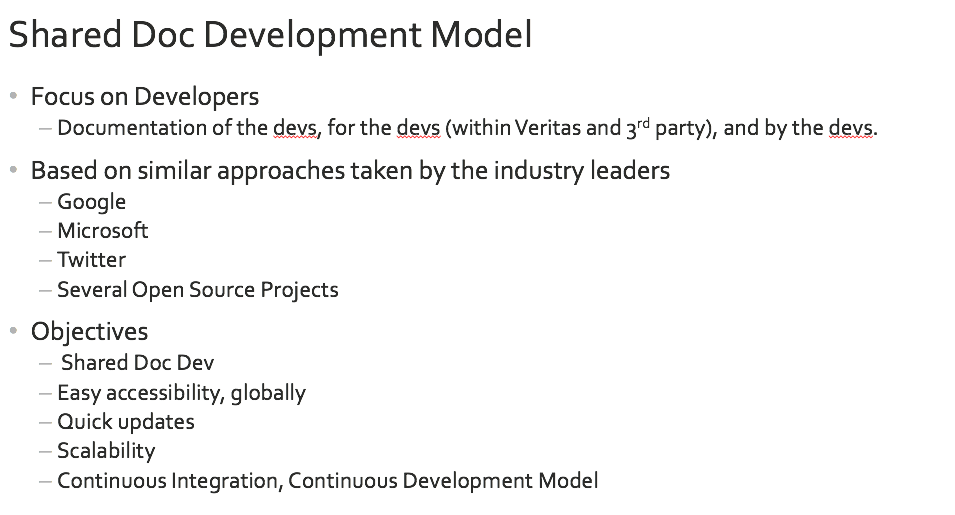 Shared Doc Development Model
• Focus on Developers
– Documentation of the devs, for the devs (within Veritas and 3rd party), and by the devs.
• Based on similar approaches taken by the industry leaders
– Google
– Microsoft
– Twitter
– Several Open Source Projects
• Objectives
– Shared Doc Dev
– Easy accessibility, globally
– Quick updates
– Scalability
– Continuous Integration, Continuous Development Model